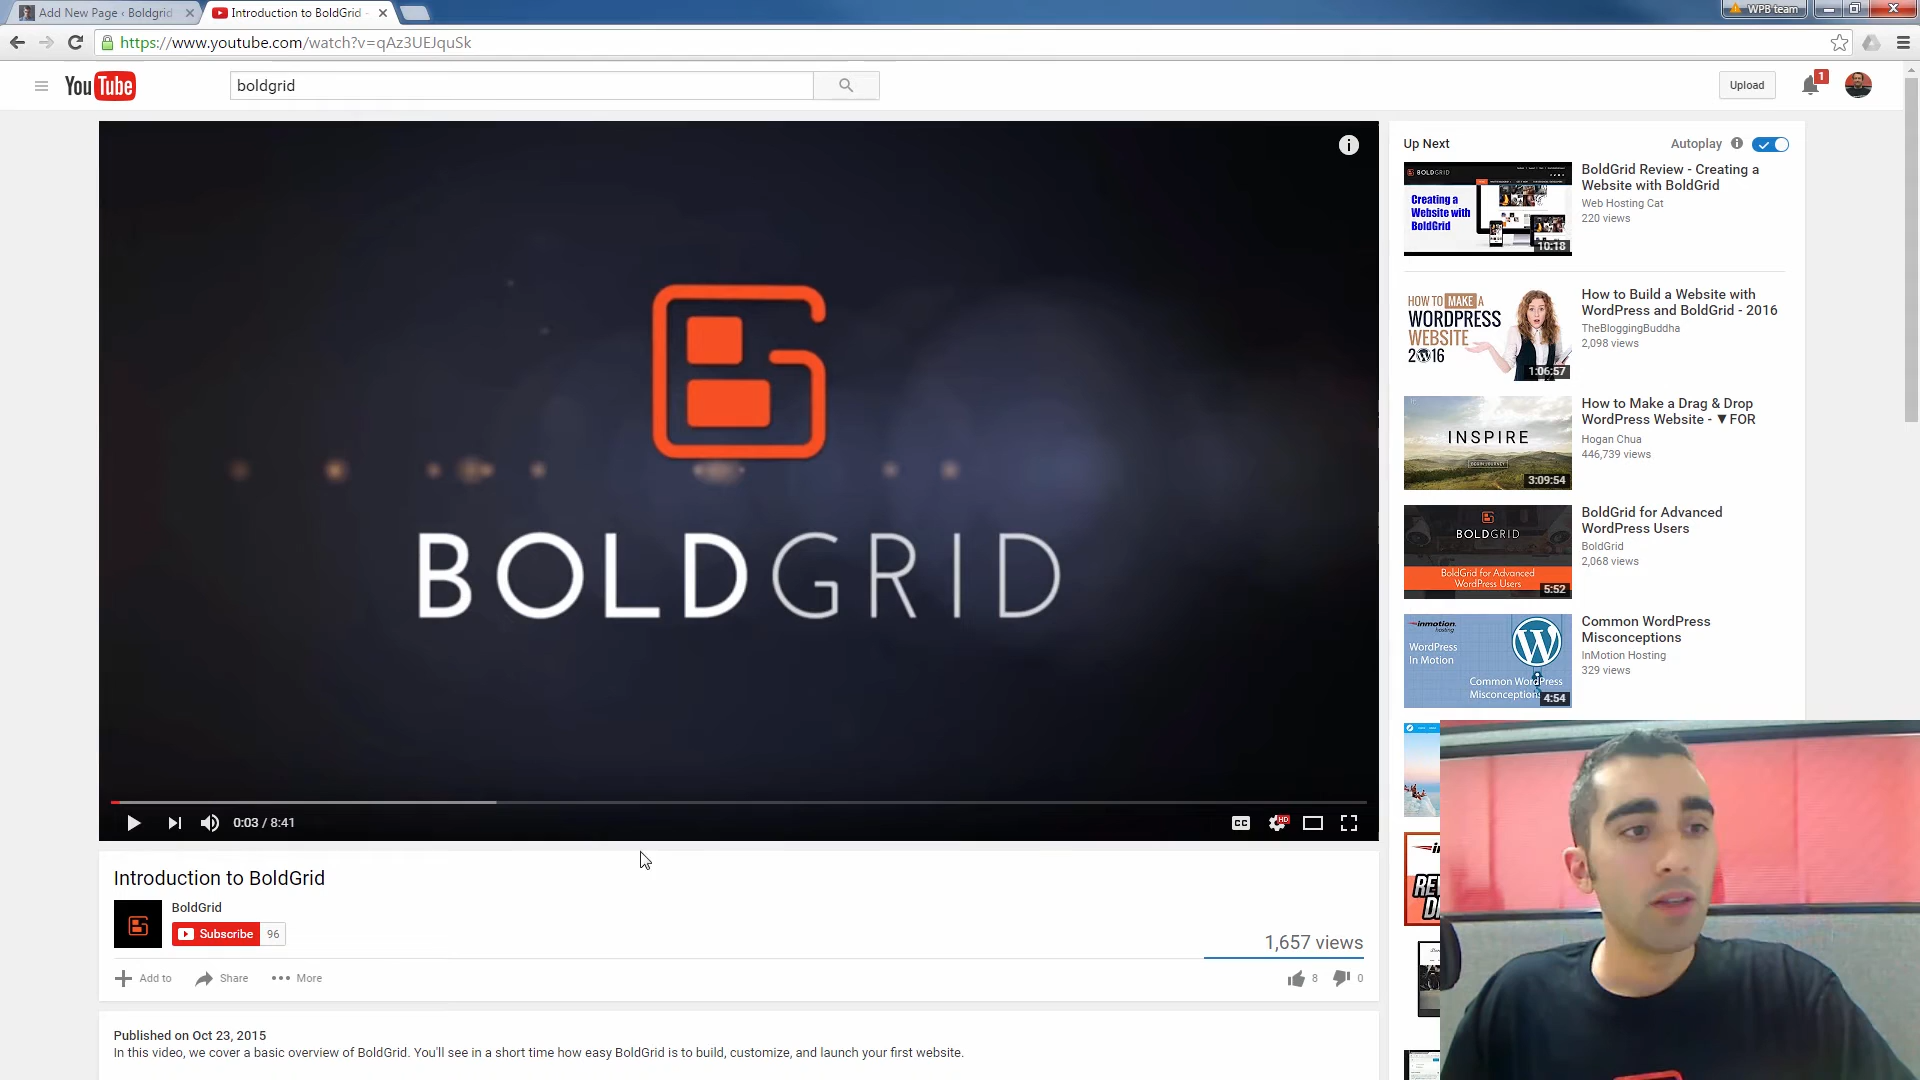 Add New Page ‹ Boldgrid
Introduction to BoldGrid -
WPB team
https://www.youtube.com/watch?v=qAz3UEJquSk
YouTube
boldgrid
Upload
1
BOLDGRID
0:03 / 8:41
CC
HD
Introduction to BoldGrid
BoldGrid
Subscribe 96
1,657 views
Add to
Share
More
8
0
Published on Oct 23, 2015
In this video, we cover a basic overview of BoldGrid. You'll see in a short time how easy BoldGrid is to build, customize, and launch your first website.
Up Next
Autoplay
BOLDGRID
Creating a
Website with
BoldGrid
10:18
BoldGrid Review - Creating a
Website with BoldGrid
Web Hosting Cat
220 views
HOW TO MAKE A
WORDPRESS
WEBSITE
2016
1:06:57
How to Build a Website with
WordPress and BoldGrid - 2016
TheBloggingBuddha
2,098 views
INSPIRE
3:09:54
How to Make a Drag & Drop
WordPress Website - ▼FOR
Hogan Chua
446,739 views
BOLDGRID
BoldGrid for Advanced
WordPress Users
5:52
BoldGrid for Advanced
WordPress Users
BoldGrid
2,068 views
inmotion
hosting
WordPress
In Motion
Common WordPress
Misconceptions
4:54
Common WordPress
Misconceptions
InMotion Hosting
329 views